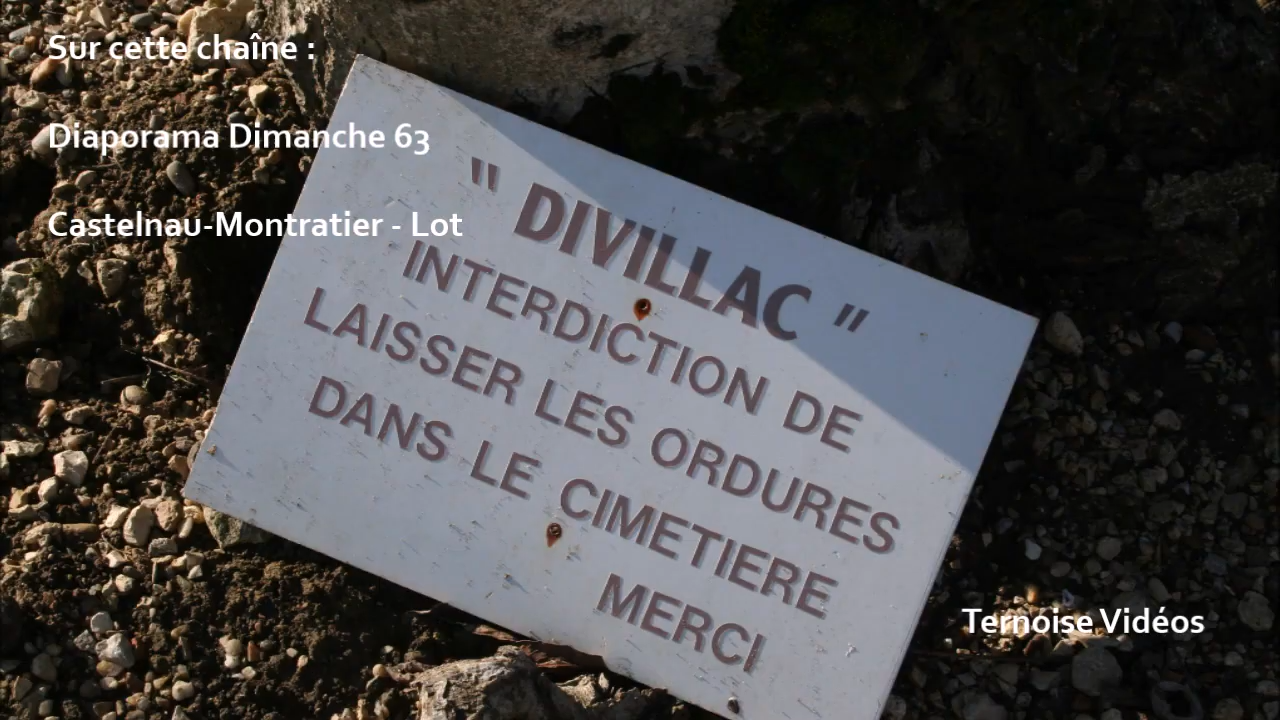 Sur cette chaîne :
Diaporama Dimanche 63
Castelnau-Montratier - Lot
" DIVILLAC "
INTERDICTION DE
LAISSER LES ORDURES
DANS LE CIMETIERE
MERCI
Ternoise Vidéos